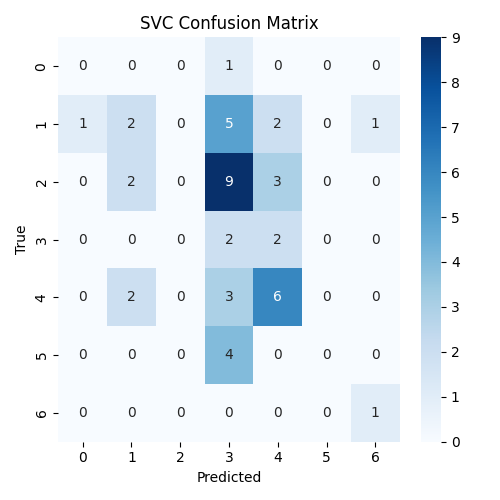 SVC Confusion Matrix
0 0 0 0 1 0 0 0
1 1 2 0 5 2 0 1
2 0 2 0 9 3 0 0
3 0 0 0 2 2 0 0
4 0 2 0 3 6 0 0
5 0 0 0 4 0 0 0
6 0 0 0 0 0 0 1
0 1 2 3 4 5 6
Predicted
True
9
8
7
6
5
4
3
2
1
0